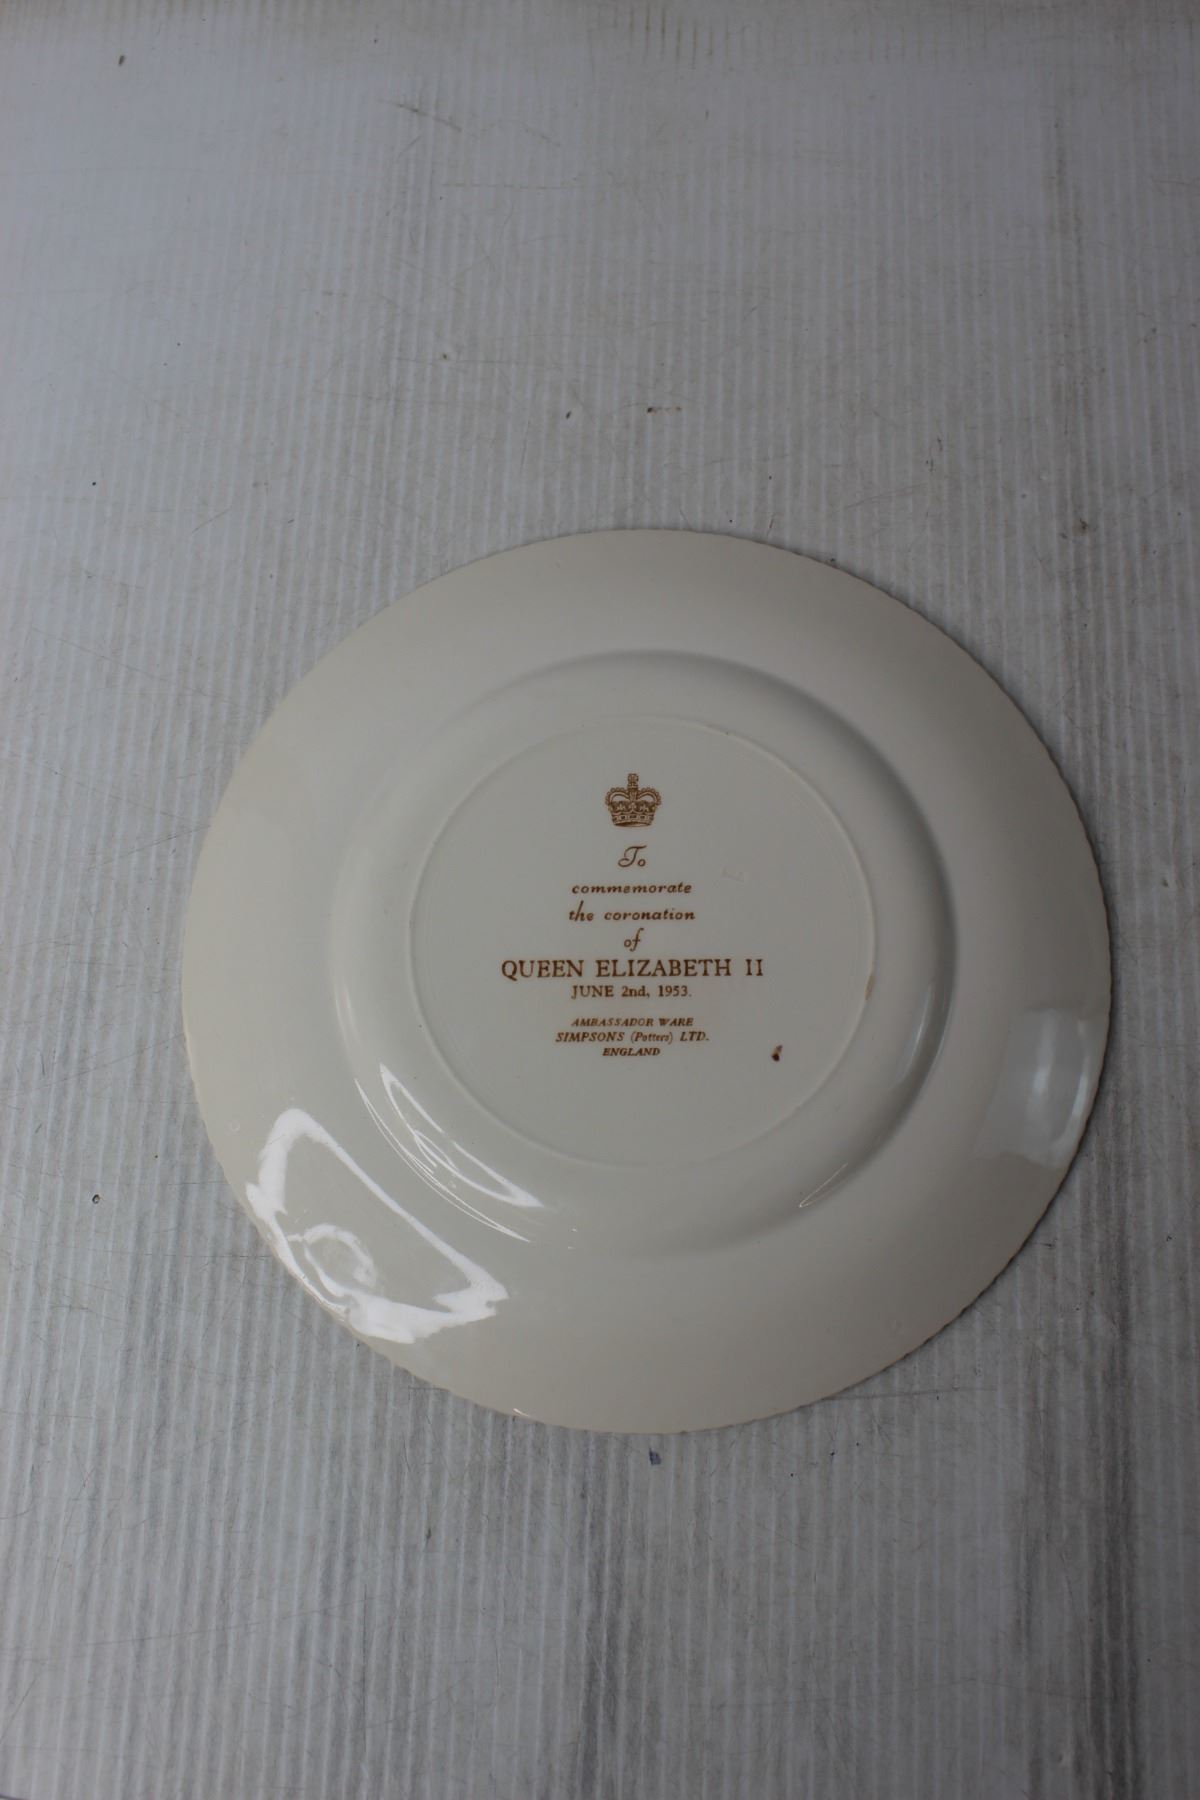 To
commemorate
the coronation
of
QUEEN ELIZABETH II
JUNE 2nd, 1953.
AMBASSADOR WARE
SIMPSONS (Potters) LTD.
ENGLAND